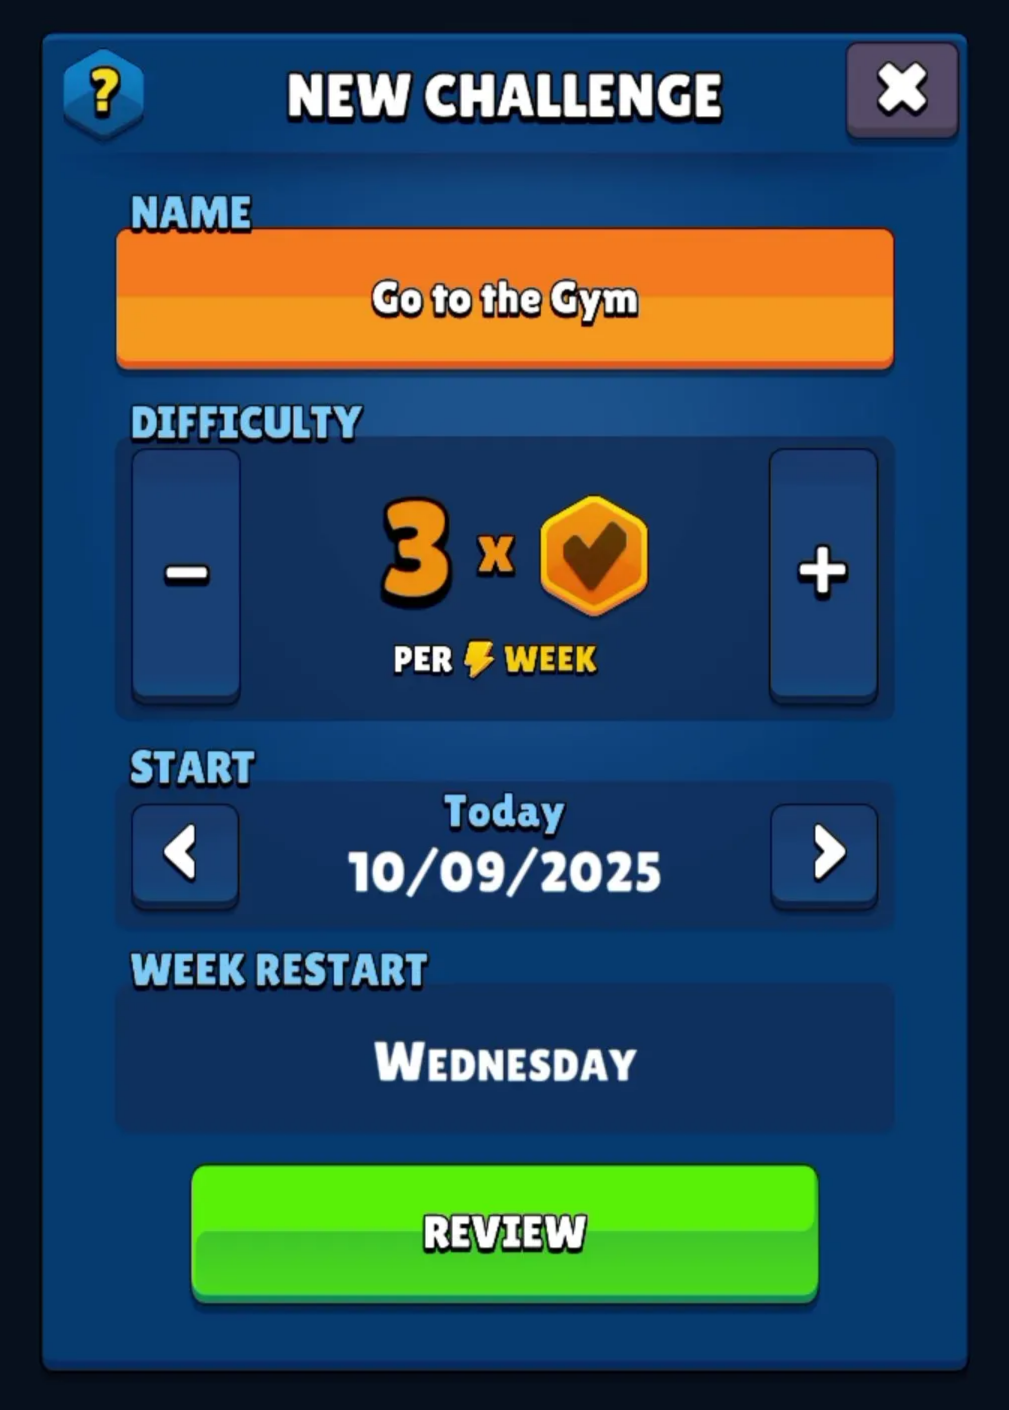 ?
NEW CHALLENGE
NAME
Go to the Gym
DIFFICULTY
−
3 x
+
PER WEEK
START
Today
10/09/2025
WEEK RESTART
WEDNESDAY
REVIEW